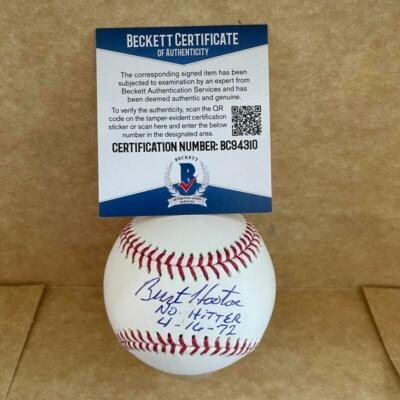 BECKETT CERTIFICATE
OF AUTHENTICITY
The corresponding signed item has been
subjected to examination by an expert from
Beckett Authentication Services and has
been deemed authentic and genuine.
To verify the authenticity, scan the QR
code on the tamper-evident certification
sticker or scan here and enter the below
number in the designated area.
CERTIFICATION NUMBER: BC94310
BECKETT
B
AUTHENTICATION
SERVICES
Burt Hooton
NO-HITTER
4-16-72